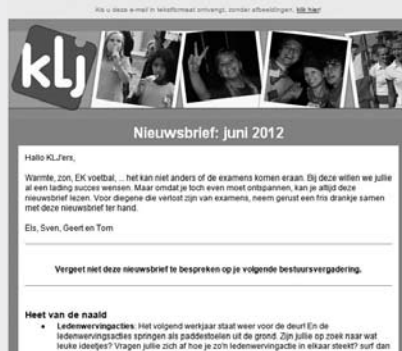 Als u deze e-mail in tekstformaat ontvangt, zonder afbeeldingen, klik hier!
klj
Nieuwsbrief: juni 2012
Hallo KLJ'ers,
Warmte, zon, EK voetbal, ... het kan niet anders of de examens komen eraan. Bij deze willen we jullie
al een lading succes wensen. Maar omdat je toch even moet ontspannen, kan je altijd deze
nieuwsbrief lezen. Voor diegene die verlost zijn van examens, neem gerust een fris drankje samen
met deze nieuwsbrief ter hand.
Els, Sven, Geert en Tom
Vergeet niet deze nieuwsbrief te bespreken op je volgende bestuursvergadering.
Heet van de naald
• Ledenwervingacties: Het volgend werkjaar staat weer voor de deur! En de
ledenwervingsacties springen als paddestoelen uit de grond. Zijn jullie op zoek naar wat
leuke ideetjes? Vragen jullie zich af hoe je zo'n ledenwervingactie in elkaar steekt? surf dan